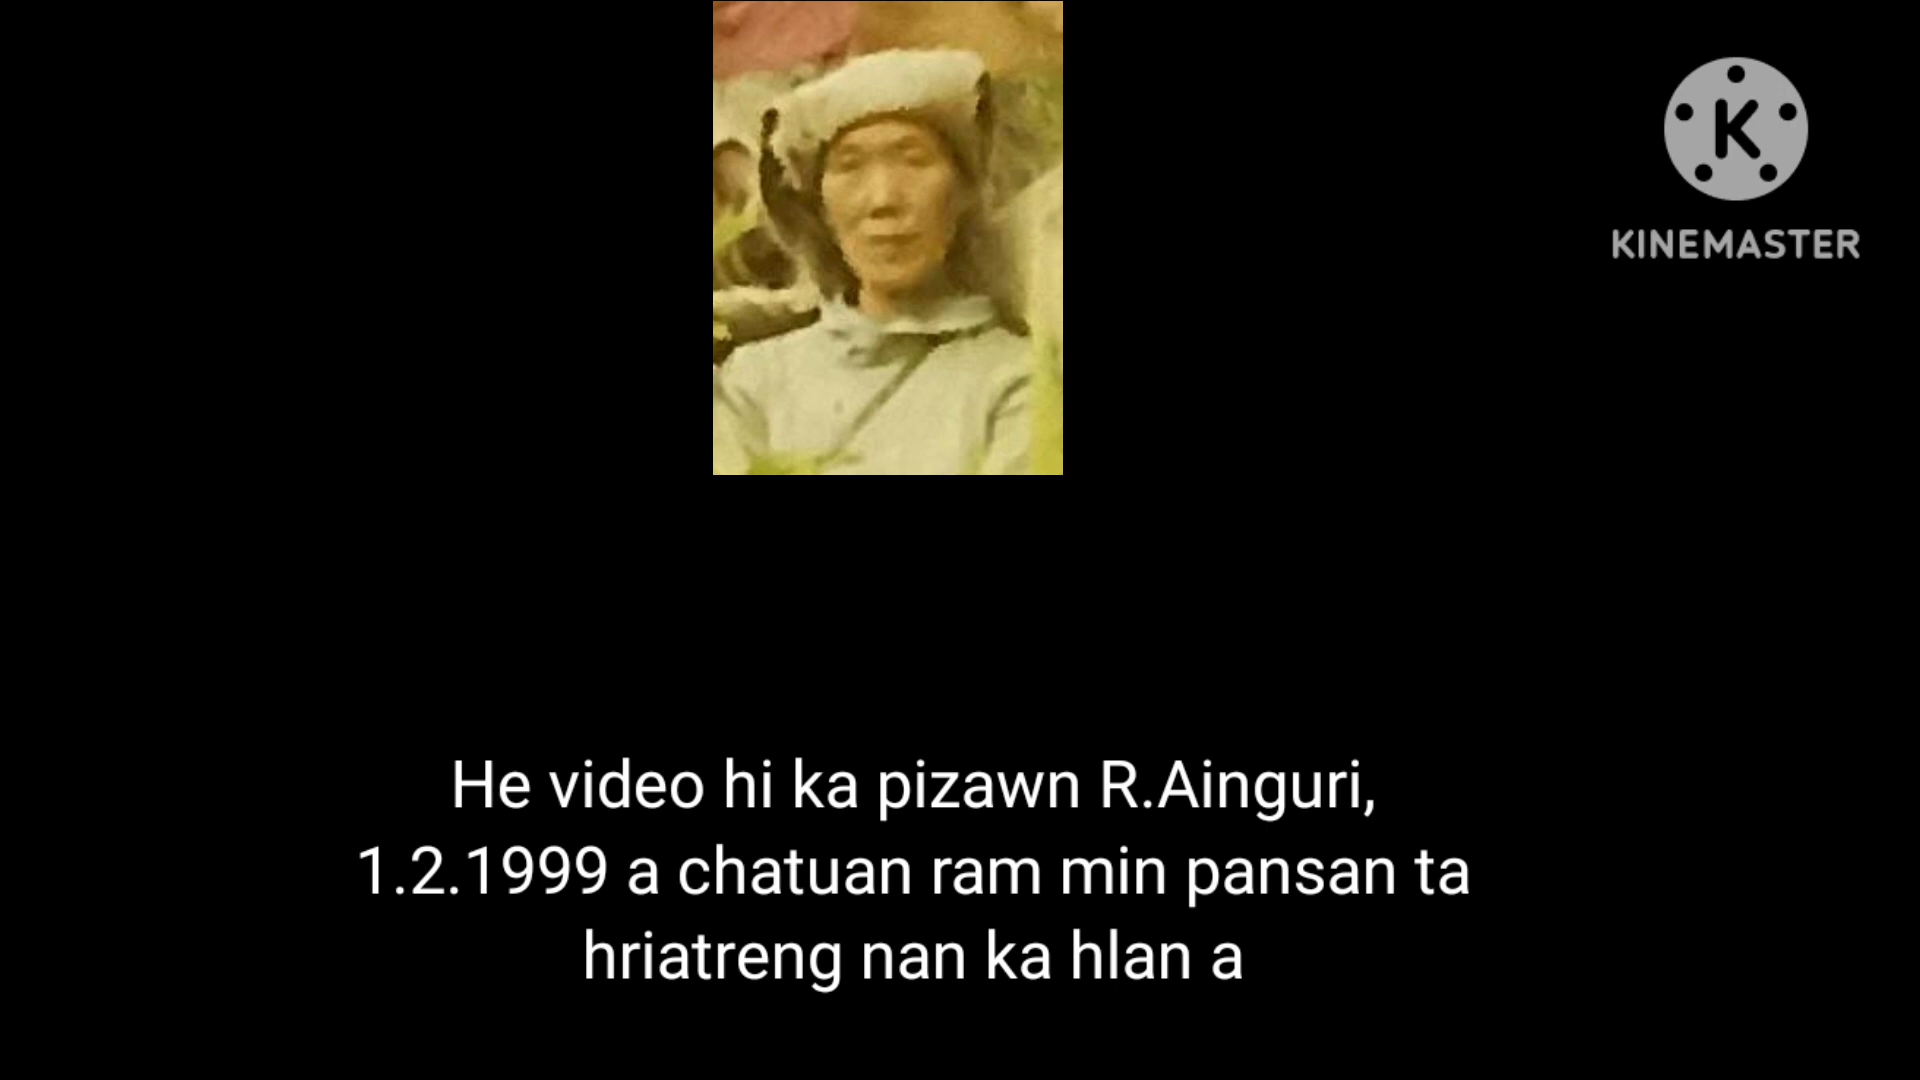 K
KINEMASTER
He video hi ka pizawn R.Ainguri,
1.2.1999 a chatuan ram min pansan ta
hriatreng nan ka hlan a